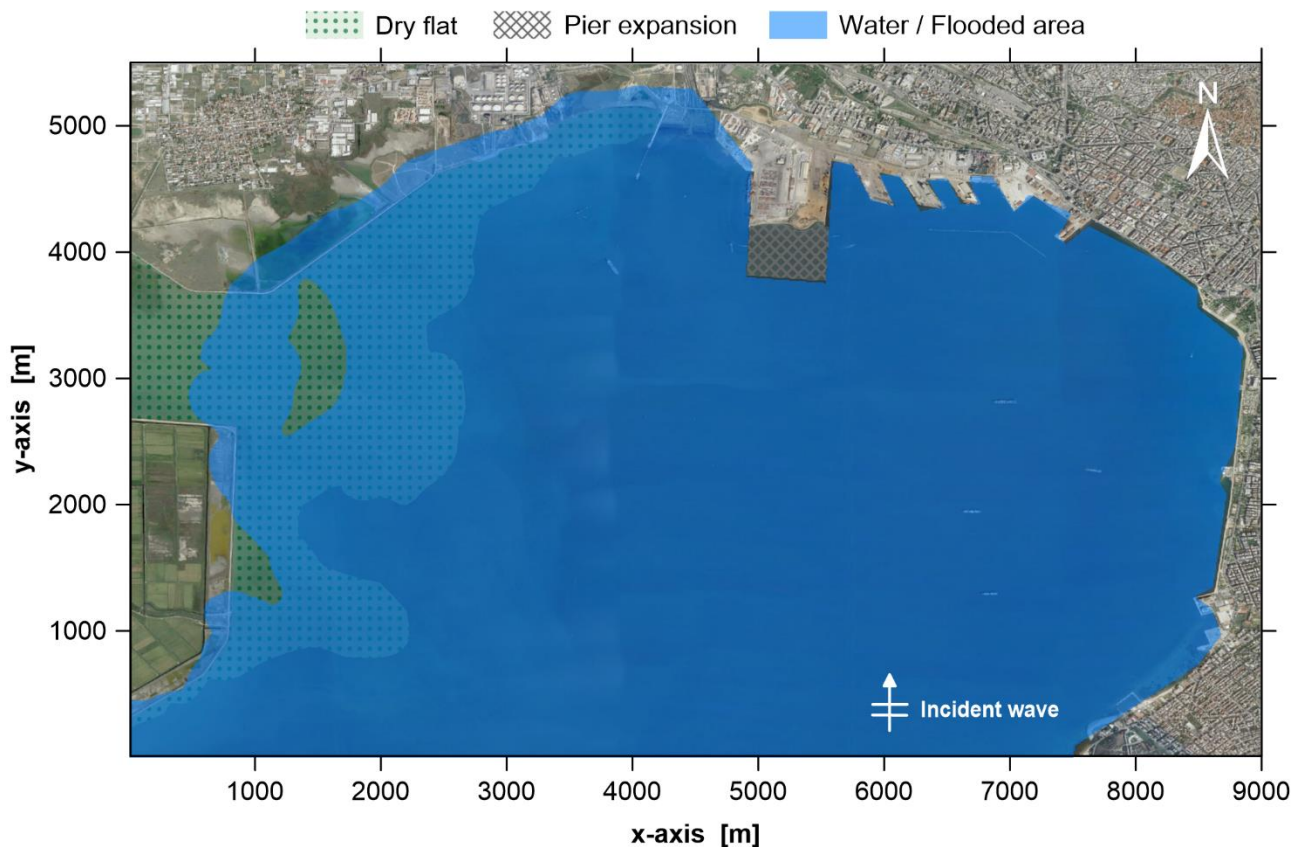 Dry flat Pier expansion Water / Flooded area
N
5000
4000
3000
2000
1000
y-axis [m]
Incident wave
1000 2000 3000 4000 5000 6000 7000 8000 9000
x-axis [m]